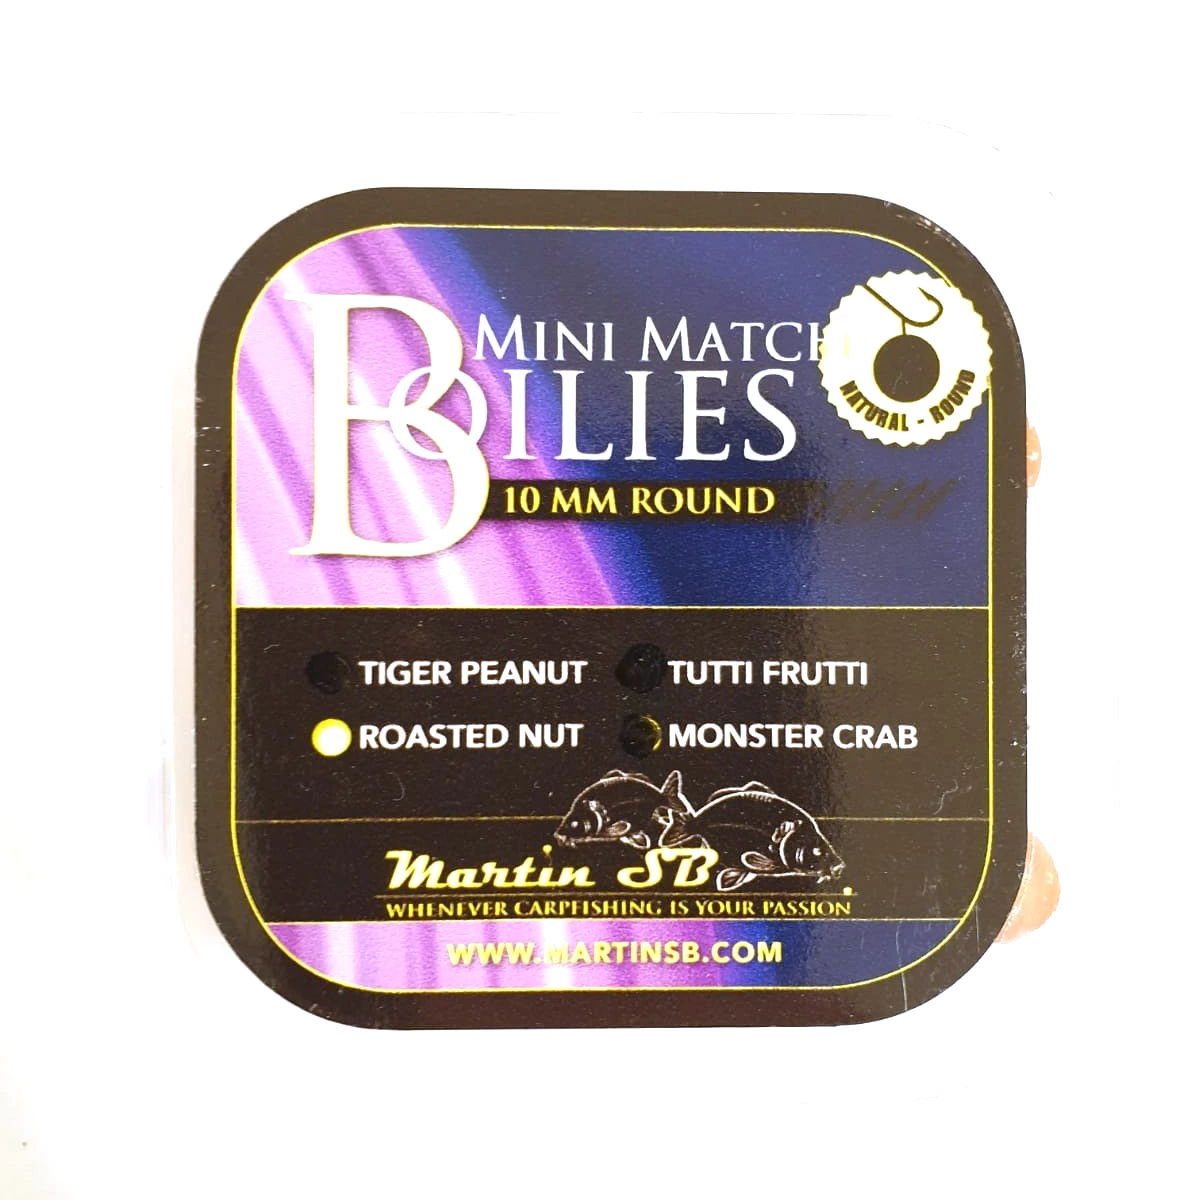 MINI MATCH
BOILIES
NATURAL - ROUND
10 MM ROUND
TIGER PEANUT
TUTTI FRUTTI
ROASTED NUT
MONSTER CRAB
Martin SB.
WHENEVER CARPFISHING IS YOUR PASSION
WWW.MARTINSB.COM